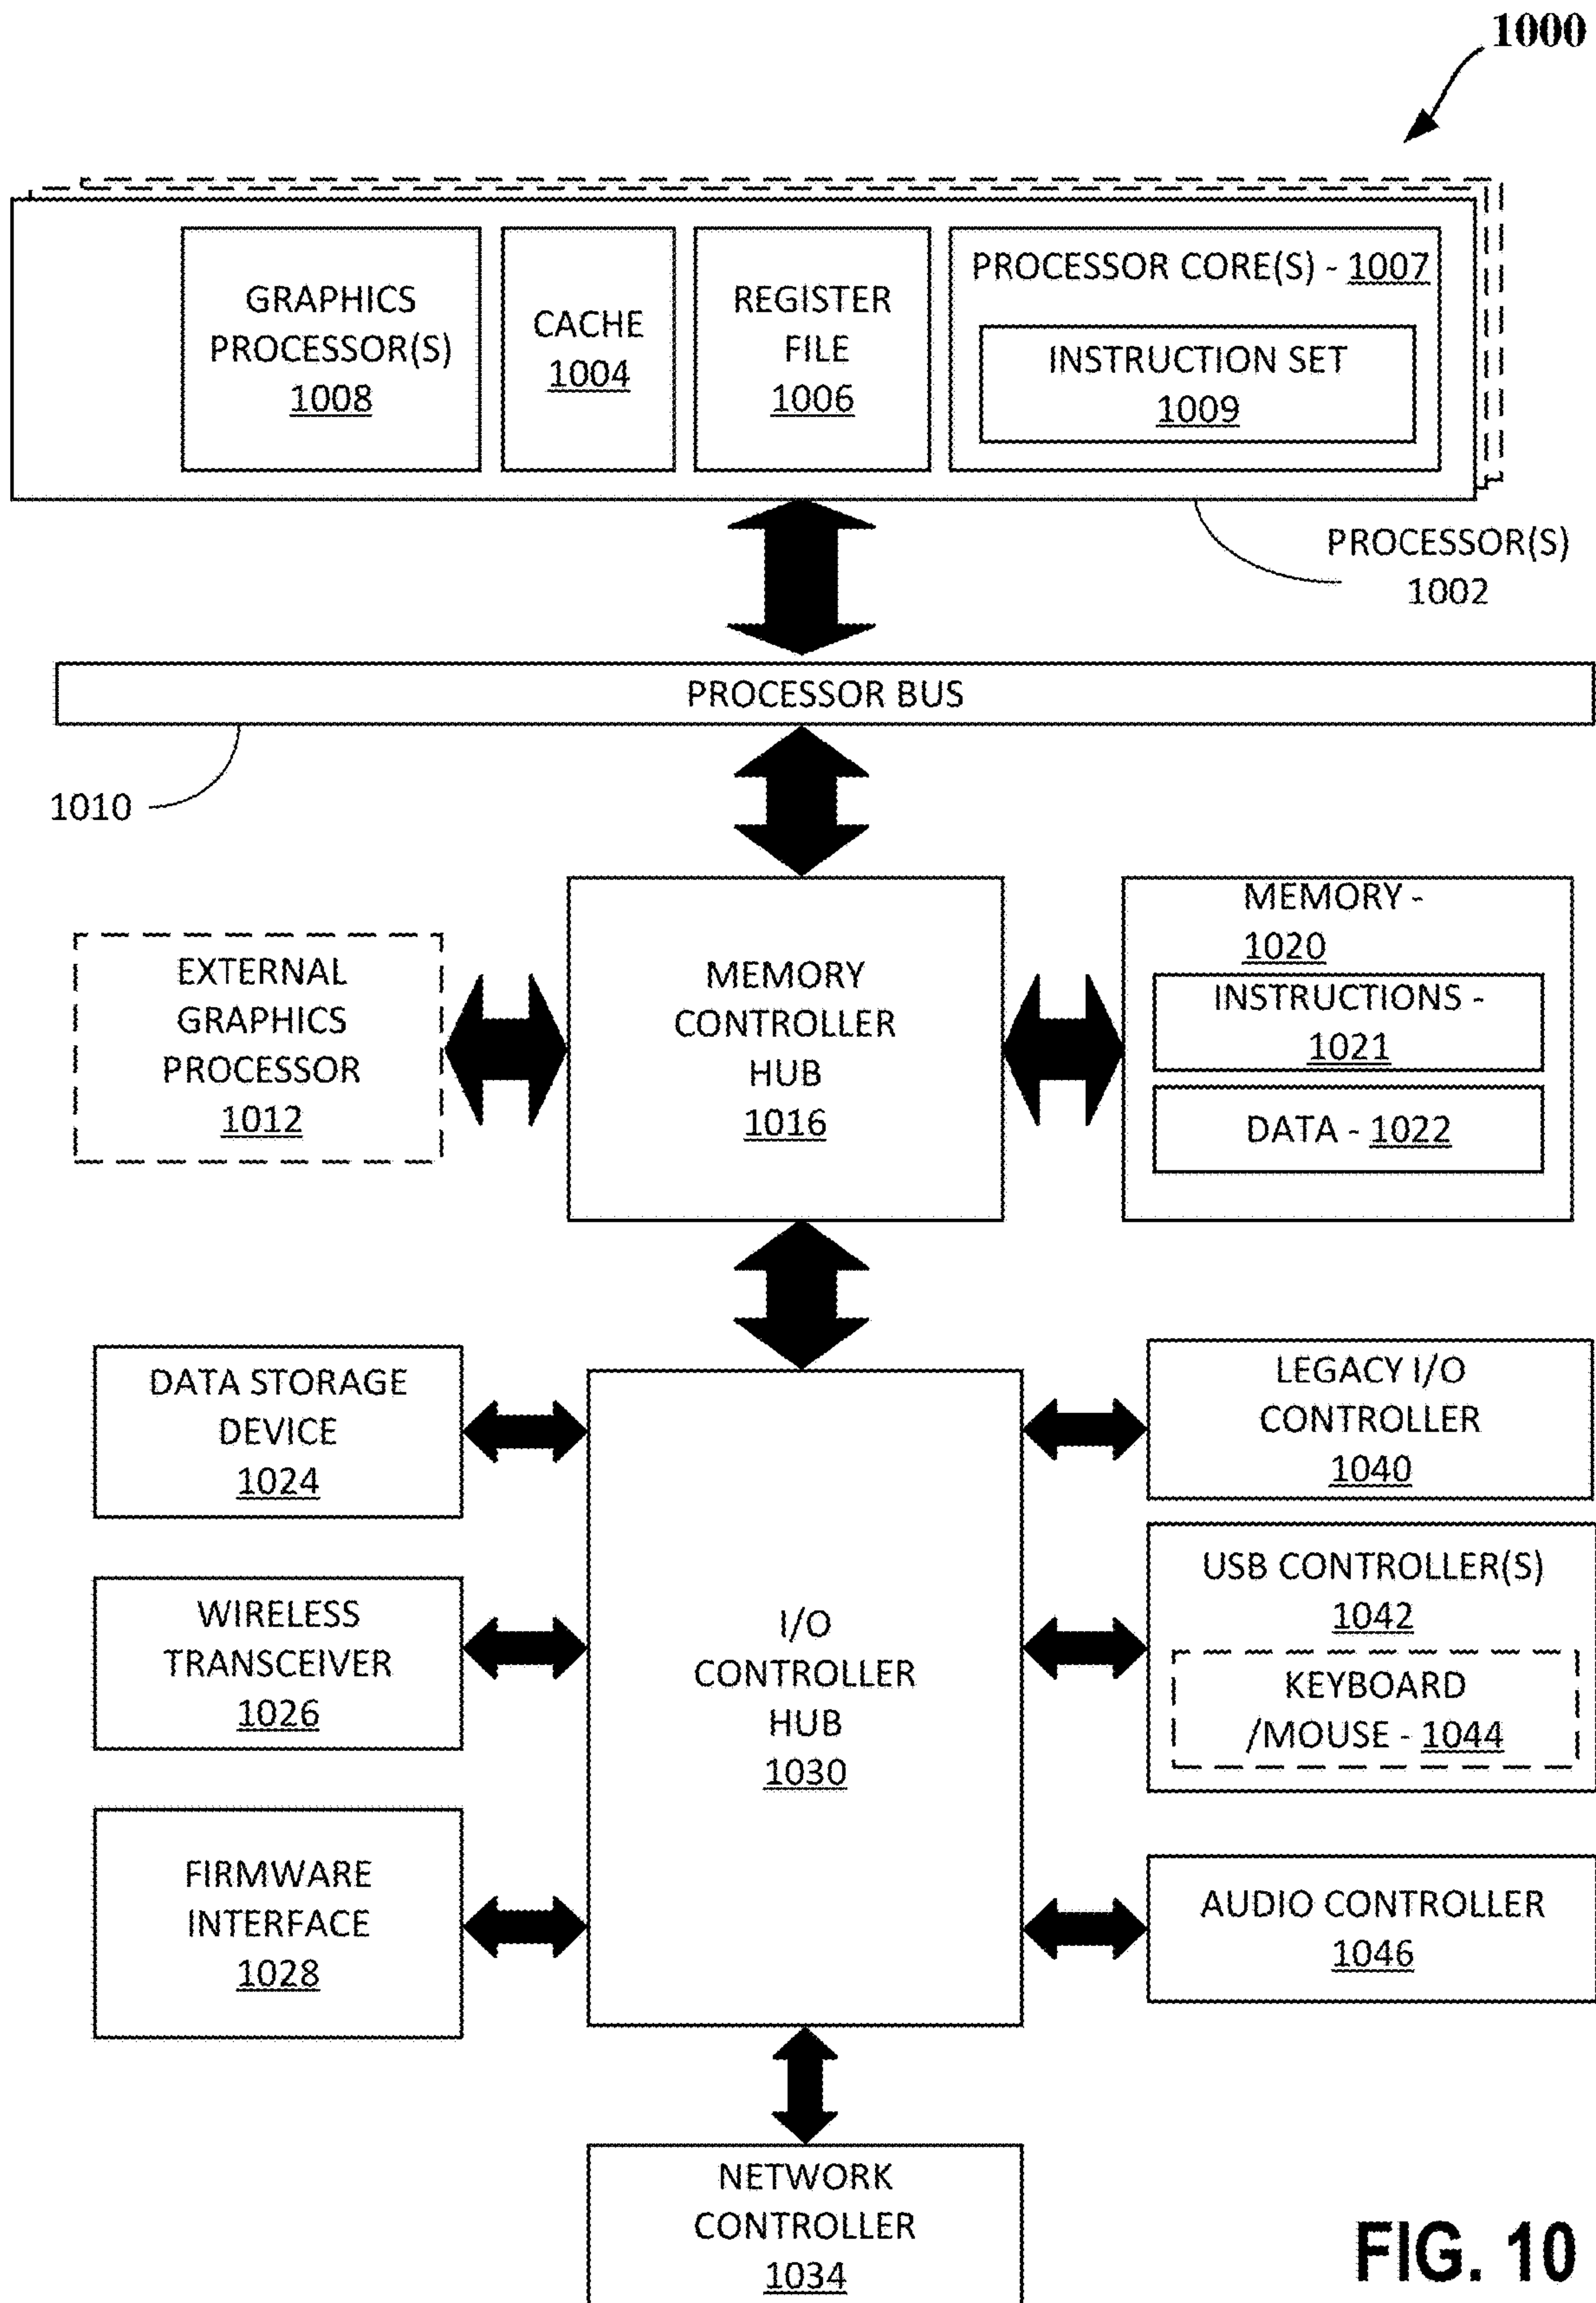 1000
GRAPHICS
PROCESSOR(S)
1008
CACHE
1004
REGISTER
FILE
1006
PROCESSOR CORE(S) - 1007
INSTRUCTION SET
1009
PROCESSOR(S)
1002
PROCESSOR BUS
1010
EXTERNAL
GRAPHICS
PROCESSOR
1012
MEMORY
CONTROLLER
HUB
1016
MEMORY -
1020
INSTRUCTIONS -
1021
DATA - 1022
DATA STORAGE
DEVICE
1024
WIRELESS
TRANSCEIVER
1026
FIRMWARE
INTERFACE
1028
I/O
CONTROLLER
HUB
1030
LEGACY I/O
CONTROLLER
1040
USB CONTROLLER(S)
1042
KEYBOARD
/MOUSE - 1044
AUDIO CONTROLLER
1046
NETWORK
CONTROLLER
1034
FIG. 10